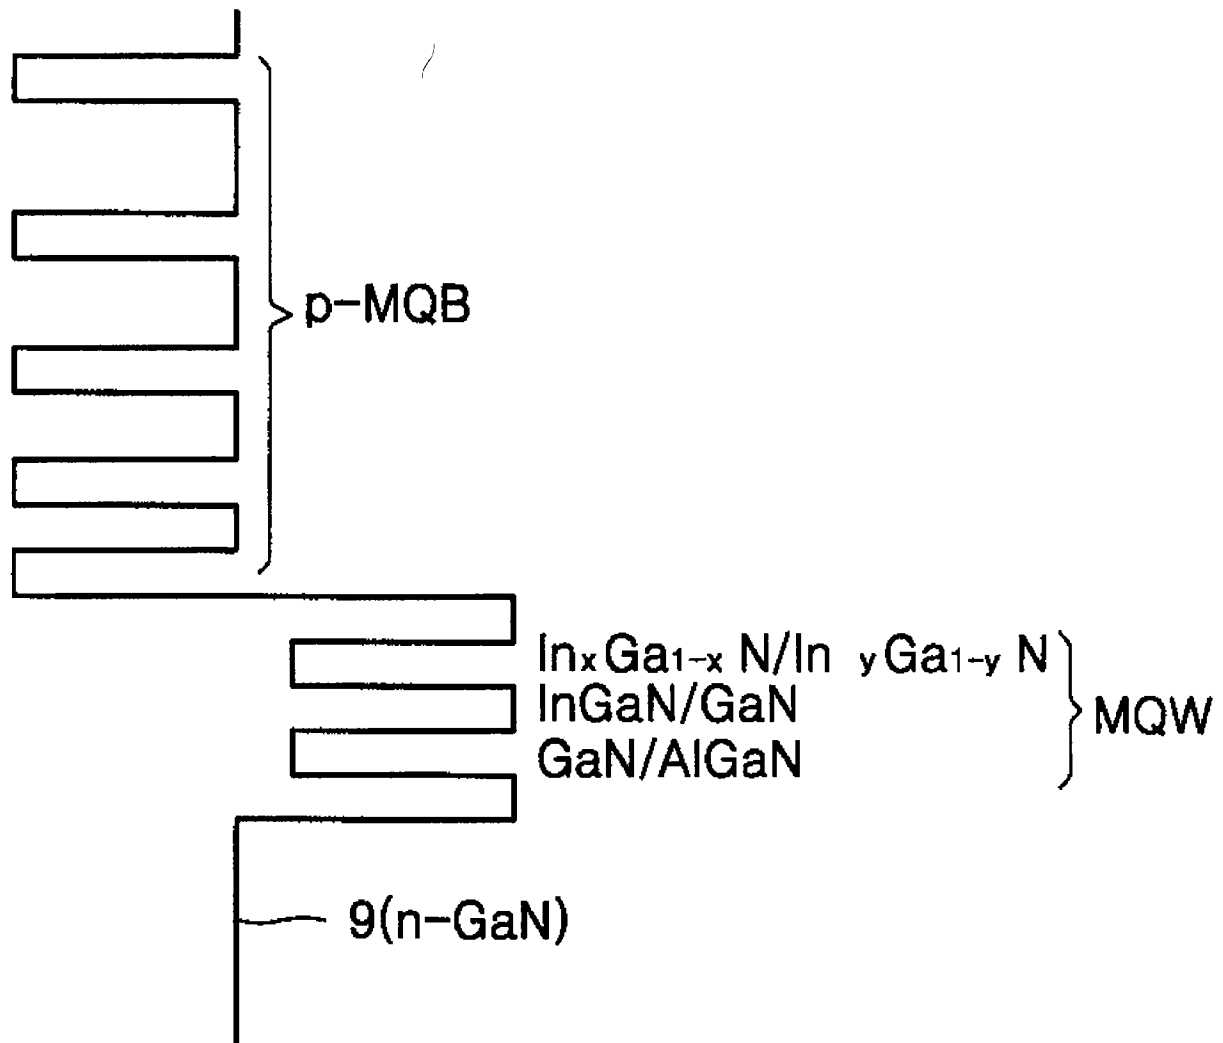 p-MQB
InxGa1-x N/In yGa1-y N
InGaN/GaN
MQW
GaN/AlGaN
9(n-GaN)